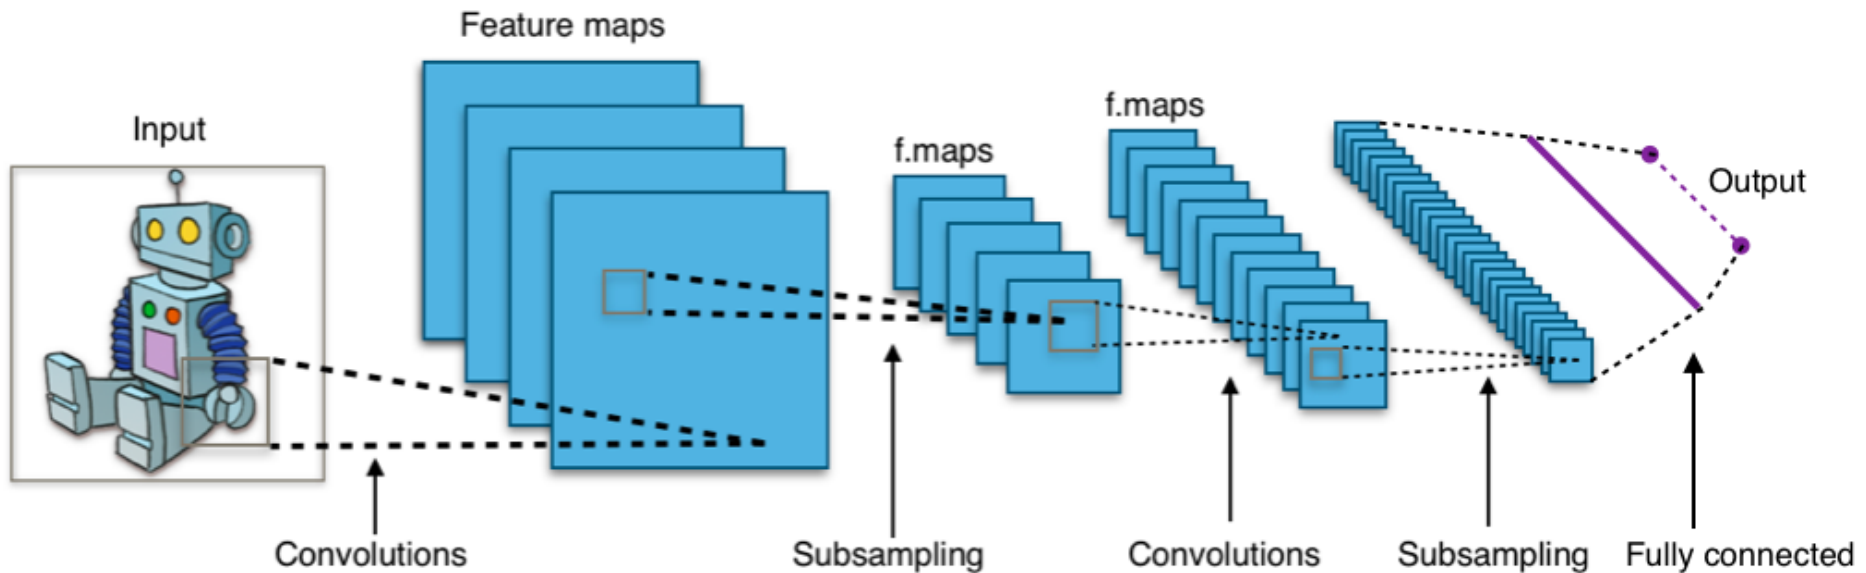 Feature maps
Input
f.maps
f.maps
Output
Convolutions
Subsampling
Convolutions
Subsampling
Fully connected